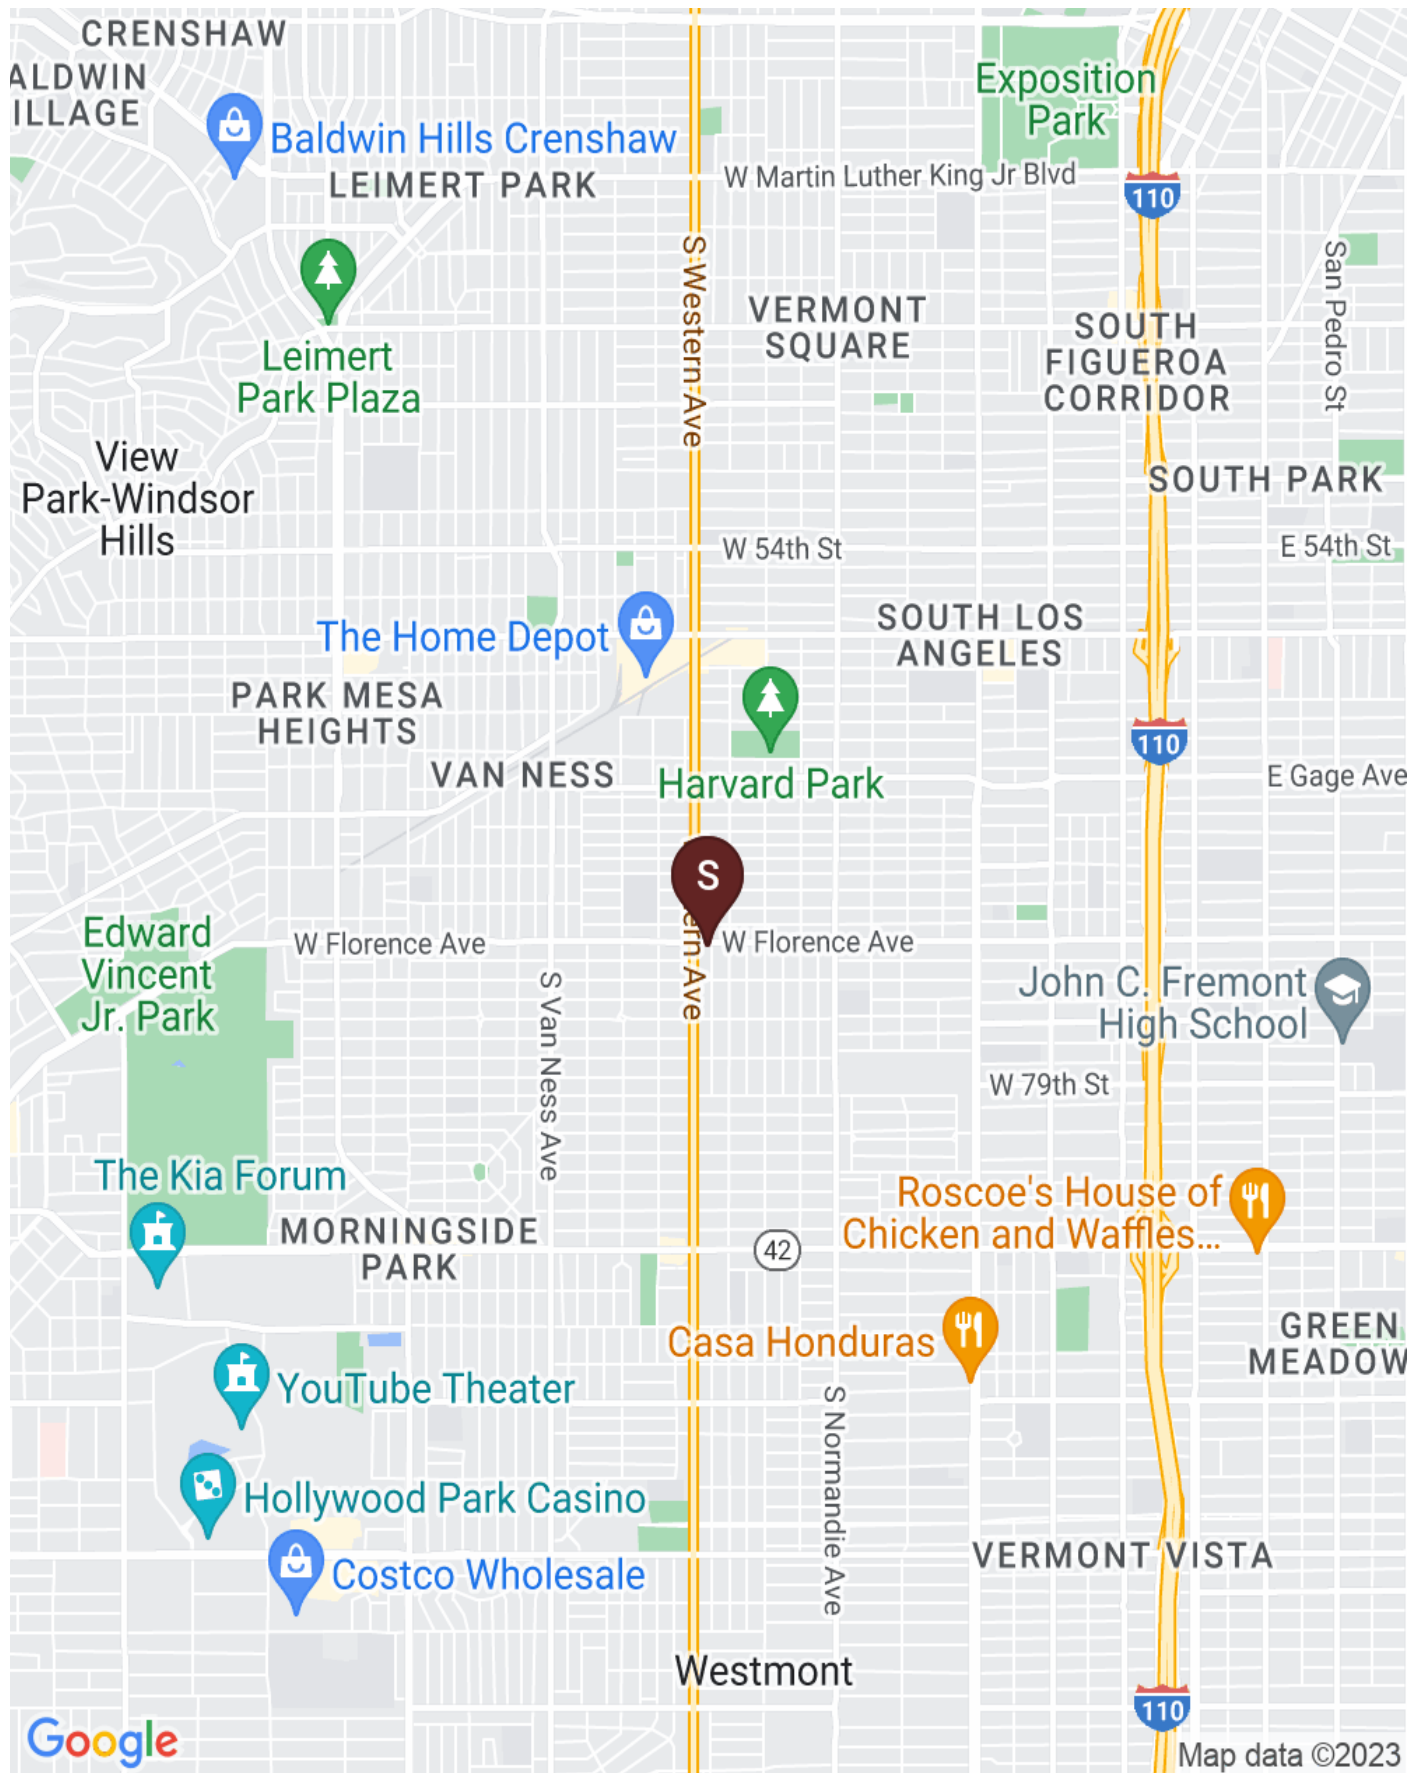 CRENSHAW
ALDWIN
ILLAGE
Baldwin Hills Crenshaw
LEIMERT PARK
Exposition
Park
W Martin Luther King Jr Blvd
110
S Western Ave
San Pedro St
Leimert
Park Plaza
VERMONT
SQUARE
SOUTH
FIGUEROA
CORRIDOR
View
Park-Windsor
Hills
SOUTH PARK
W 54th St
E 54th St
The Home Depot
SOUTH LOS
ANGELES
PARK MESA
HEIGHTS
VAN NESS
Harvard Park
110
E Gage Ave
S
ern Ave
W Florence Ave
W Florence Ave
Edward
Vincent
Jr. Park
S Van Ness Ave
John C. Fremont
High School
W 79th St
The Kia Forum
MORNINGSIDE
PARK
42
Roscoe's House of
Chicken and Waffles...
Casa Honduras
GREEN
MEADOW
YouTube Theater
S Normandie Ave
Hollywood Park Casino
Costco Wholesale
VERMONT VISTA
Westmont
110
Google
Map data ©2023